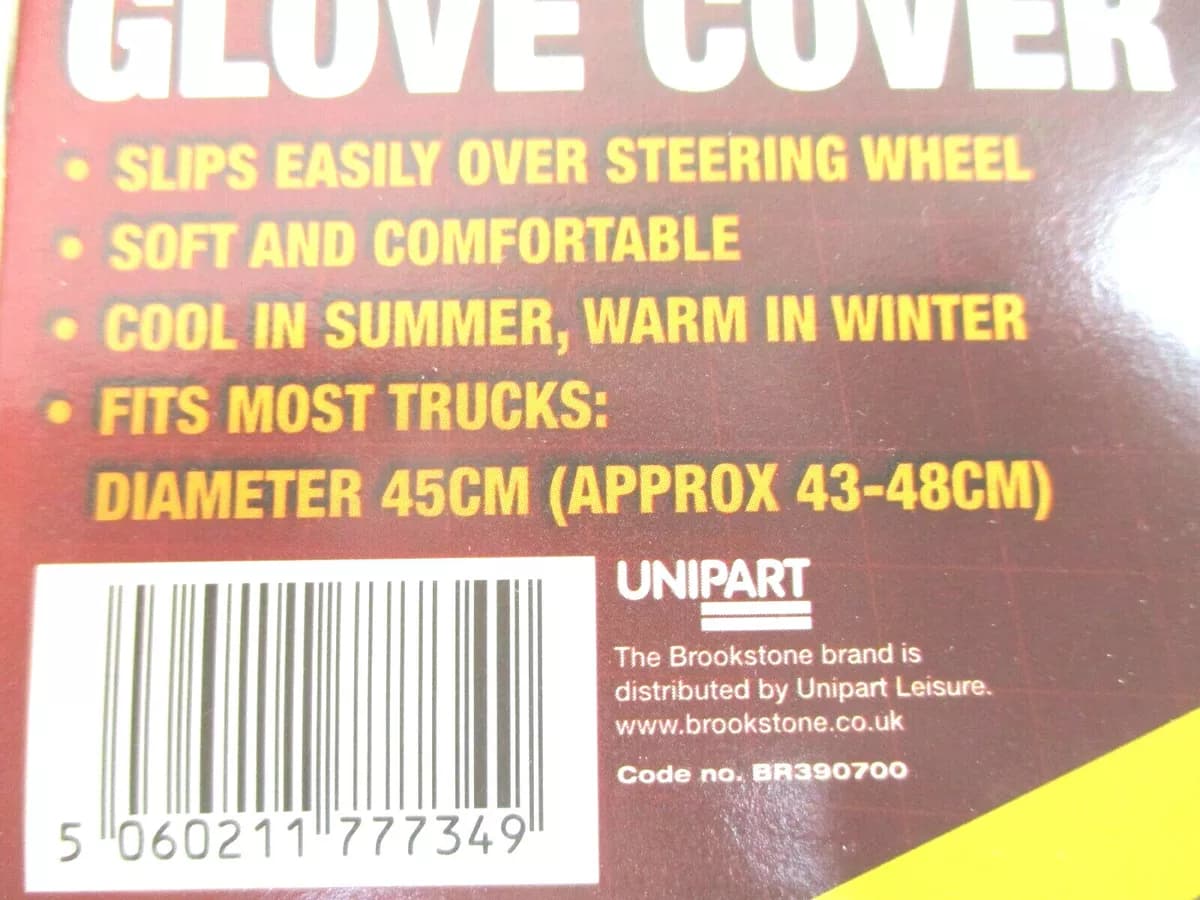 GLOVE COVER
• SLIPS EASILY OVER STEERING WHEEL
• SOFT AND COMFORTABLE
• COOL IN SUMMER, WARM IN WINTER
• FITS MOST TRUCKS:
DIAMETER 45CM (APPROX 43-48CM)
UNIPART
The Brookstone brand is
distributed by Unipart Leisure.
www.brookstone.co.uk
Code no. BR390700
5 060211 777349